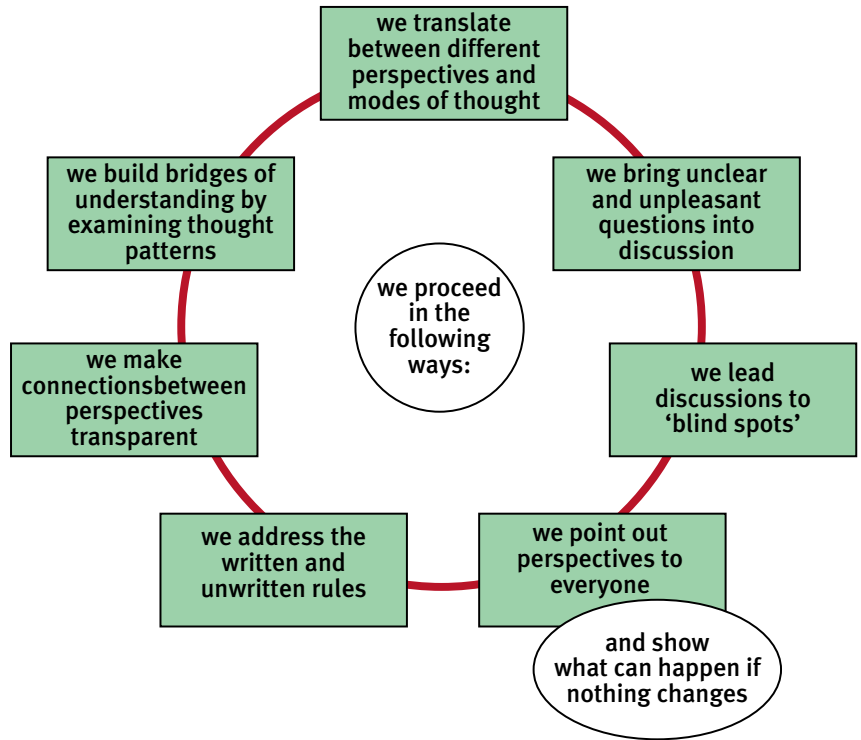 we translate
between different
perspectives and
modes of thought
we bring unclear
and unpleasant
questions into
discussion
we lead
discussions to
‘blind spots’
we point out
perspectives to
everyone
and show
what can happen if
nothing changes
we address the
written and
unwritten rules
we make
connectionsbetween
perspectives
transparent
we build bridges of
understanding by
examining thought
patterns
we proceed
in the
following
ways: